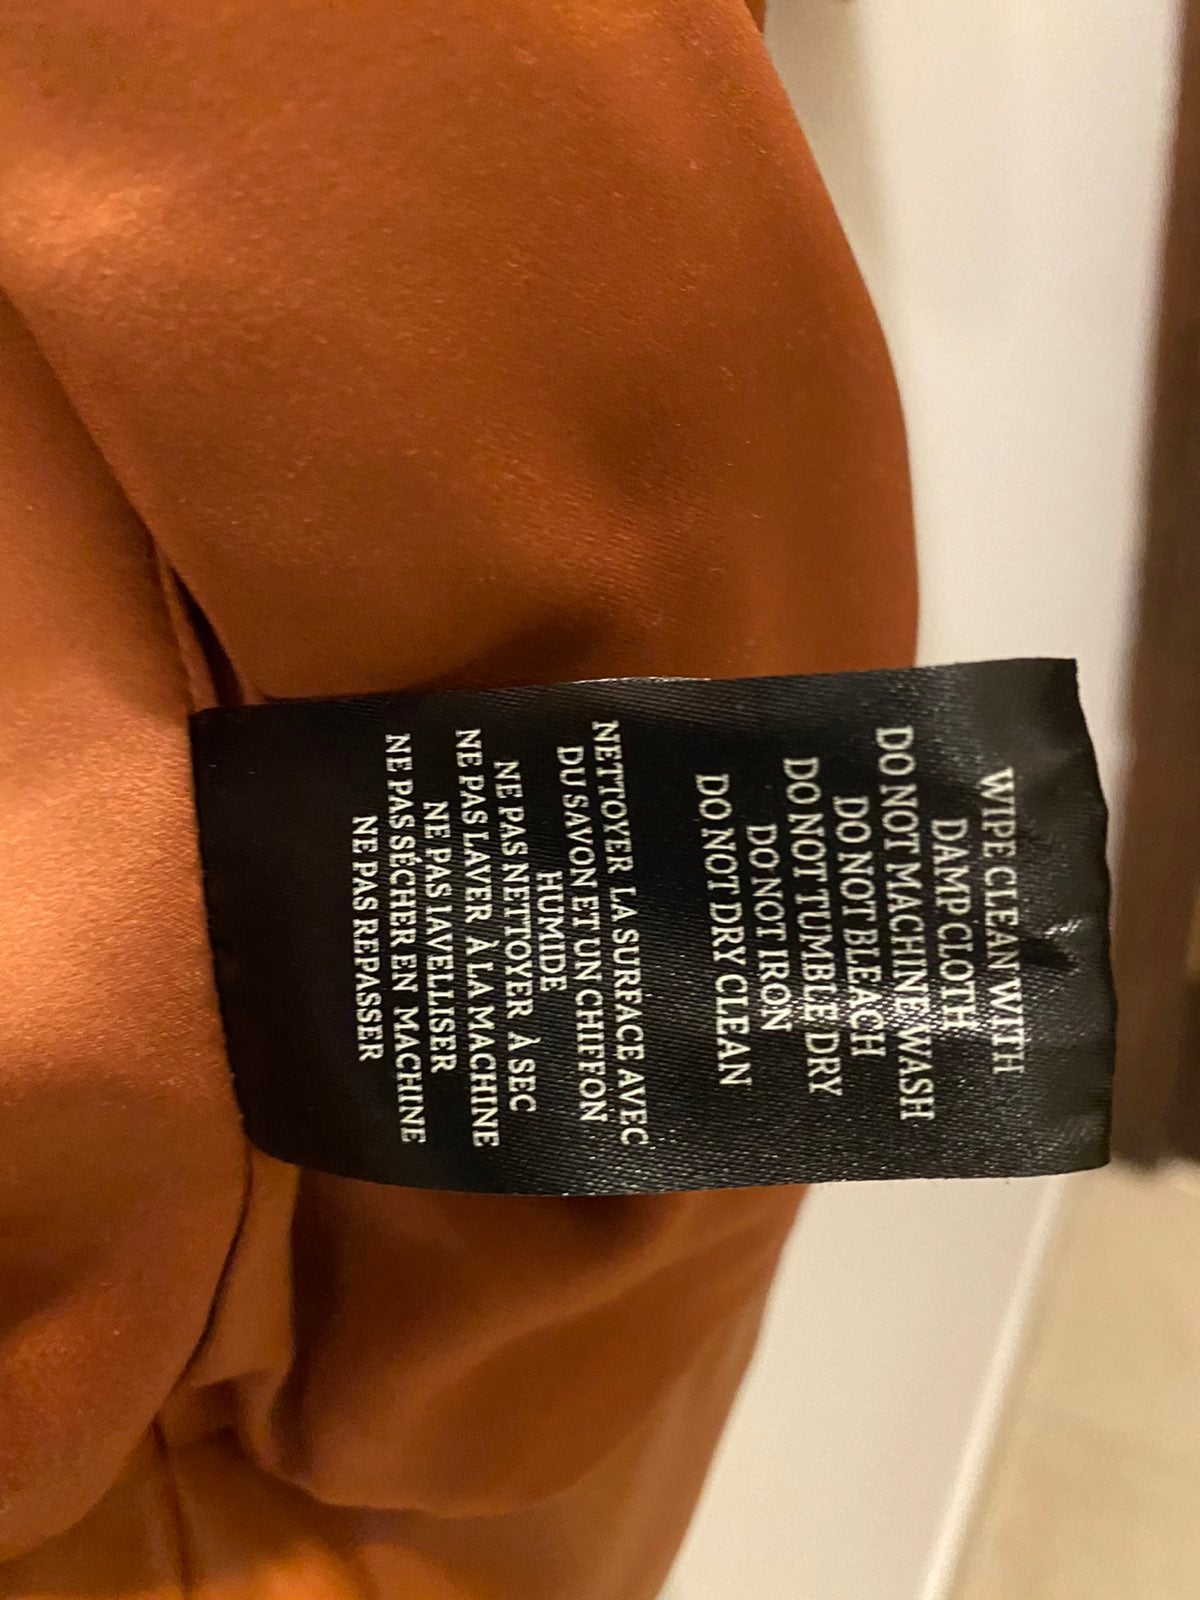 WIPE CLEAN WITH
DAMP CLOTH
DO NOT MACHINE WASH
DO NOT BLEACH
DO NOT TUMBLE DRY
DO NOT IRON
DO NOT DRY CLEAN
NETTOYER LA SURFACE AVEC
DU SAVON ET UN CHIFFON
HUMIDE
NE PAS NETTOYER À SEC
NE PAS LAVER À LA MACHINE
NE PAS JAVELLISER
NE PAS SÉCHER EN MACHINE
NE PAS REPASSER